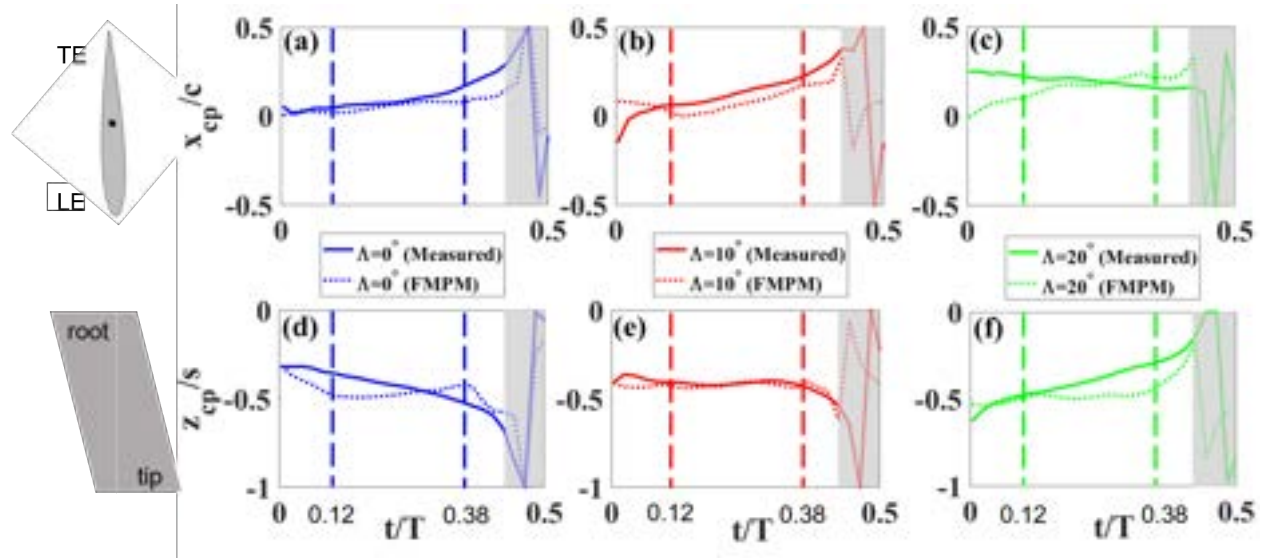 TE
LE
x_cp/c
0.5
0
-0.5
(a)
0
0.5
0.5
0
-0.5
(b)
0
0.5
0.5
0
-0.5
(c)
0
0.5
Λ=0° (Measured)
Λ=0° (FMPM)
Λ=10° (Measured)
Λ=10° (FMPM)
Λ=20° (Measured)
Λ=20° (FMPM)
root
tip
z_cp/s
0
-0.5
-1
(d)
0 0.12 0.38 0.5
t/T
0
-0.5
-1
(e)
0 0.12 0.38 0.5
t/T
0
-0.5
-1
(f)
0 0.12 0.38 0.5
t/T